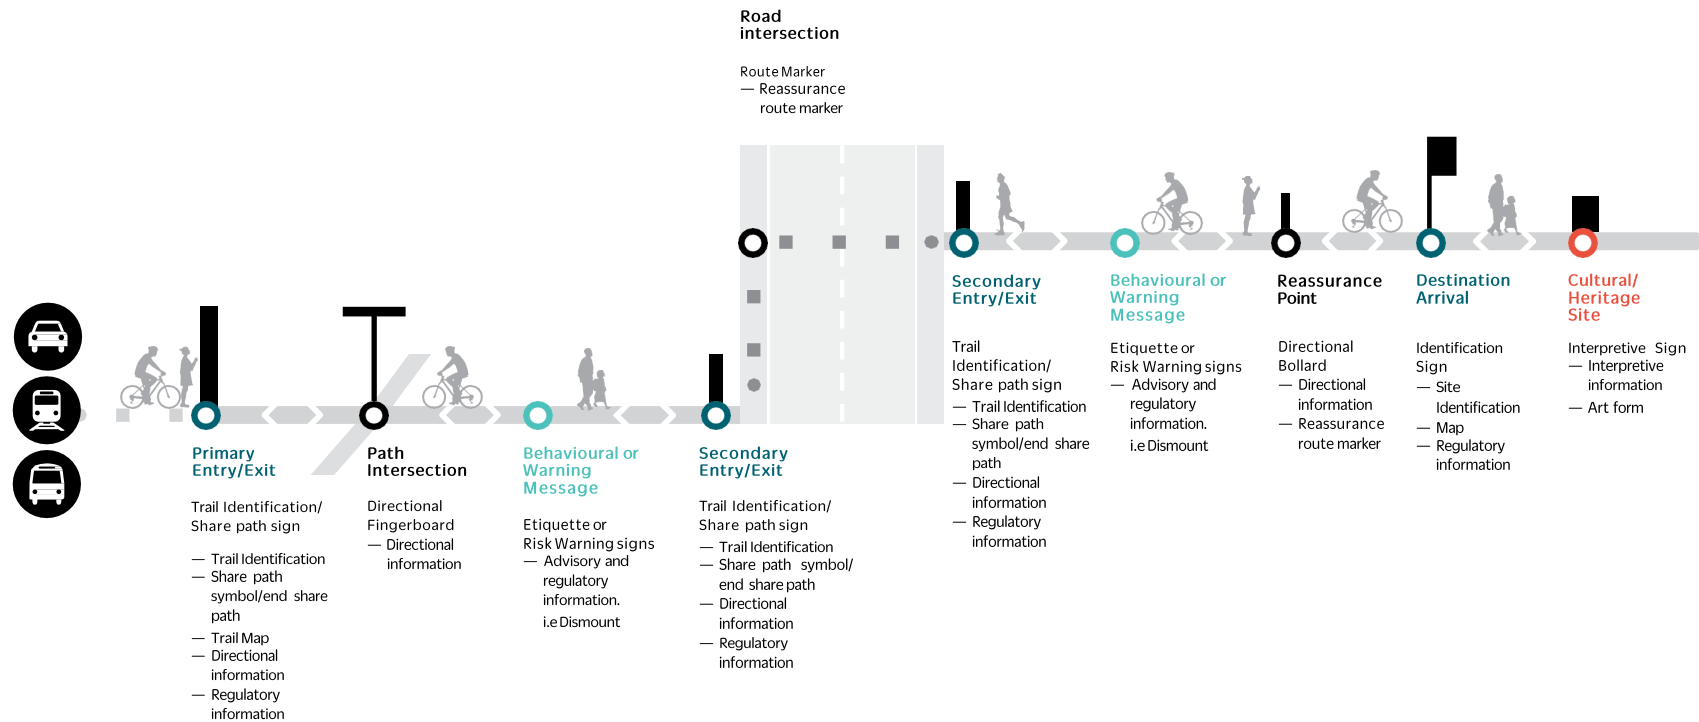 Road
intersection
Route Marker
— Reassurance
route marker
Primary
Entry/Exit
Trail Identification/
Share path sign
— Trail Identification
— Share path
symbol/end share
path
— Trail Map
— Directional
information
— Regulatory
information
Path
Intersection
Directional
Fingerboard
— Directional
information
Behavioural or
Warning
Message
Etiquette or
Risk Warning signs
— Advisory and
regulatory
information.
i.e Dismount
Secondary
Entry/Exit
Trail Identification/
Share path sign
— Trail Identification
— Share path symbol/
end share path
— Directional
information
— Regulatory
information
Secondary
Entry/Exit
Trail
Identification/
Share path sign
— Trail Identification
— Share path
symbol/end share
path
— Directional
information
— Regulatory
information
Behavioural or
Warning
Message
Etiquette or
Risk Warning signs
— Advisory and
regulatory
information.
i.e Dismount
Reassurance
Point
Directional
Bollard
— Directional
information
— Reassurance
route marker
Destination
Arrival
Identification
Sign
— Site
Identification
— Map
— Regulatory
information
Cultural/
Heritage
Site
Interpretive Sign
— Interpretive
information
— Art form